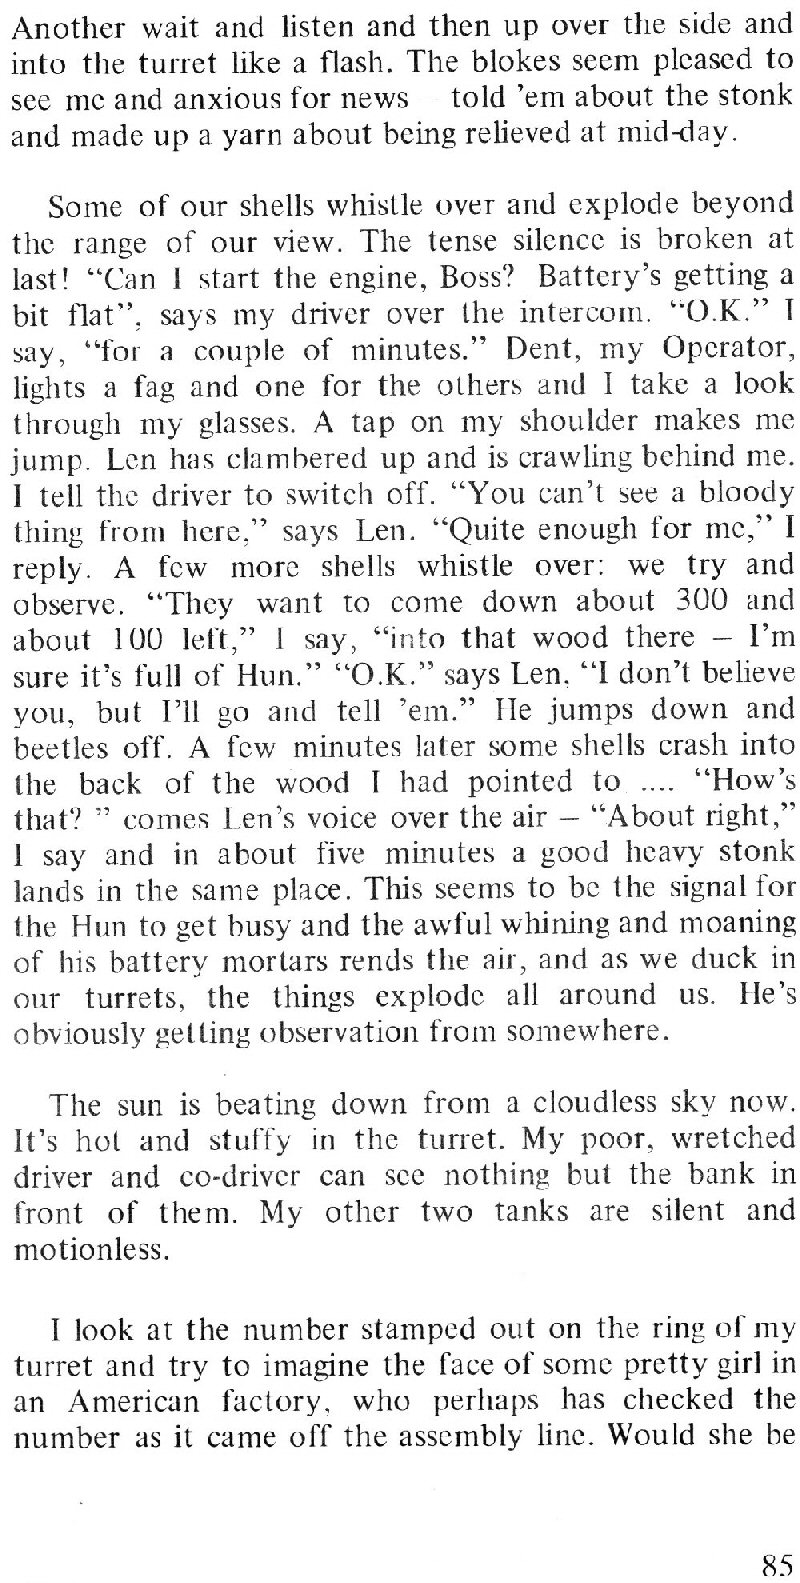 Another wait and listen and then up over the side and
into the turret like a flash. The blokes seem pleased to
see me and anxious for news told 'em about the stonk
and made up a yarn about being relieved at mid-day.
Some of our shells whistle over and explode beyond
the range of our view. The tense silence is broken at
last! “Can I start the engine, Boss? Battery's getting a
bit flat”, says my driver over the intercom. “O.K.” I
say, “for a couple of minutes.” Dent, my Operator,
lights a fag and one for the others and I take a look
through my glasses. A tap on my shoulder makes me
jump. Len has clambered up and is crawling behind me.
I tell the driver to switch off. “You can't see a bloody
thing from here,” says Len. “Quite enough for me,” I
reply. A few more shells whistle over: we try and
observe. “They want to come down about 300 and
about 100 left,” I say, “into that wood there – I'm
sure it's full of Hun.” “O.K.” says Len, “I don't believe
you, but I'll go and tell 'em.” He jumps down and
beetles off. A few minutes later some shells crash into
the back of the wood I had pointed to .... “How's
that? ” comes Len's voice over the air – “About right,”
I say and in about five minutes a good heavy stonk
lands in the same place. This seems to be the signal for
the Hun to get busy and the awful whining and moaning
of his battery mortars rends the air, and as we duck in
our turrets, the things explode all around us. He's
obviously getting observation from somewhere.
The sun is beating down from a cloudless sky now.
It's hot and stuffy in the turret. My poor, wretched
driver and co-driver can see nothing but the bank in
front of them. My other two tanks are silent and
motionless.
I look at the number stamped out on the ring of my
turret and try to imagine the face of some pretty girl in
an American factory, who perhaps has checked the
number as it came off the assembly line. Would she be
85